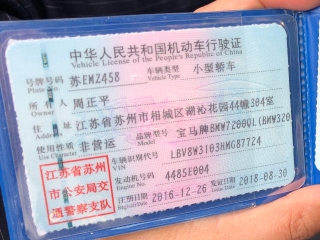 中华人民共和国机动车行驶证
Vehicle License of the People's Republic of China
号牌号码 苏EMZ458 车辆类型 小型轿车
Plate No. Vehicle Type
所有人 周正平
Owner
住址 江苏省苏州市相城区湖沁花园44幢304室
Address
使用性质 非营运 品牌型号 宝马牌BMW7200QL(BMW320
Use Character Model
江苏省苏州市公安局交通警察支队
车辆识别代号 LBV8W3103HMG87724
VIN
发动机号码 4485E004
Engine No.
注册日期 2016-12-26 发证日期 2018-08-30
Register Date Issue Date